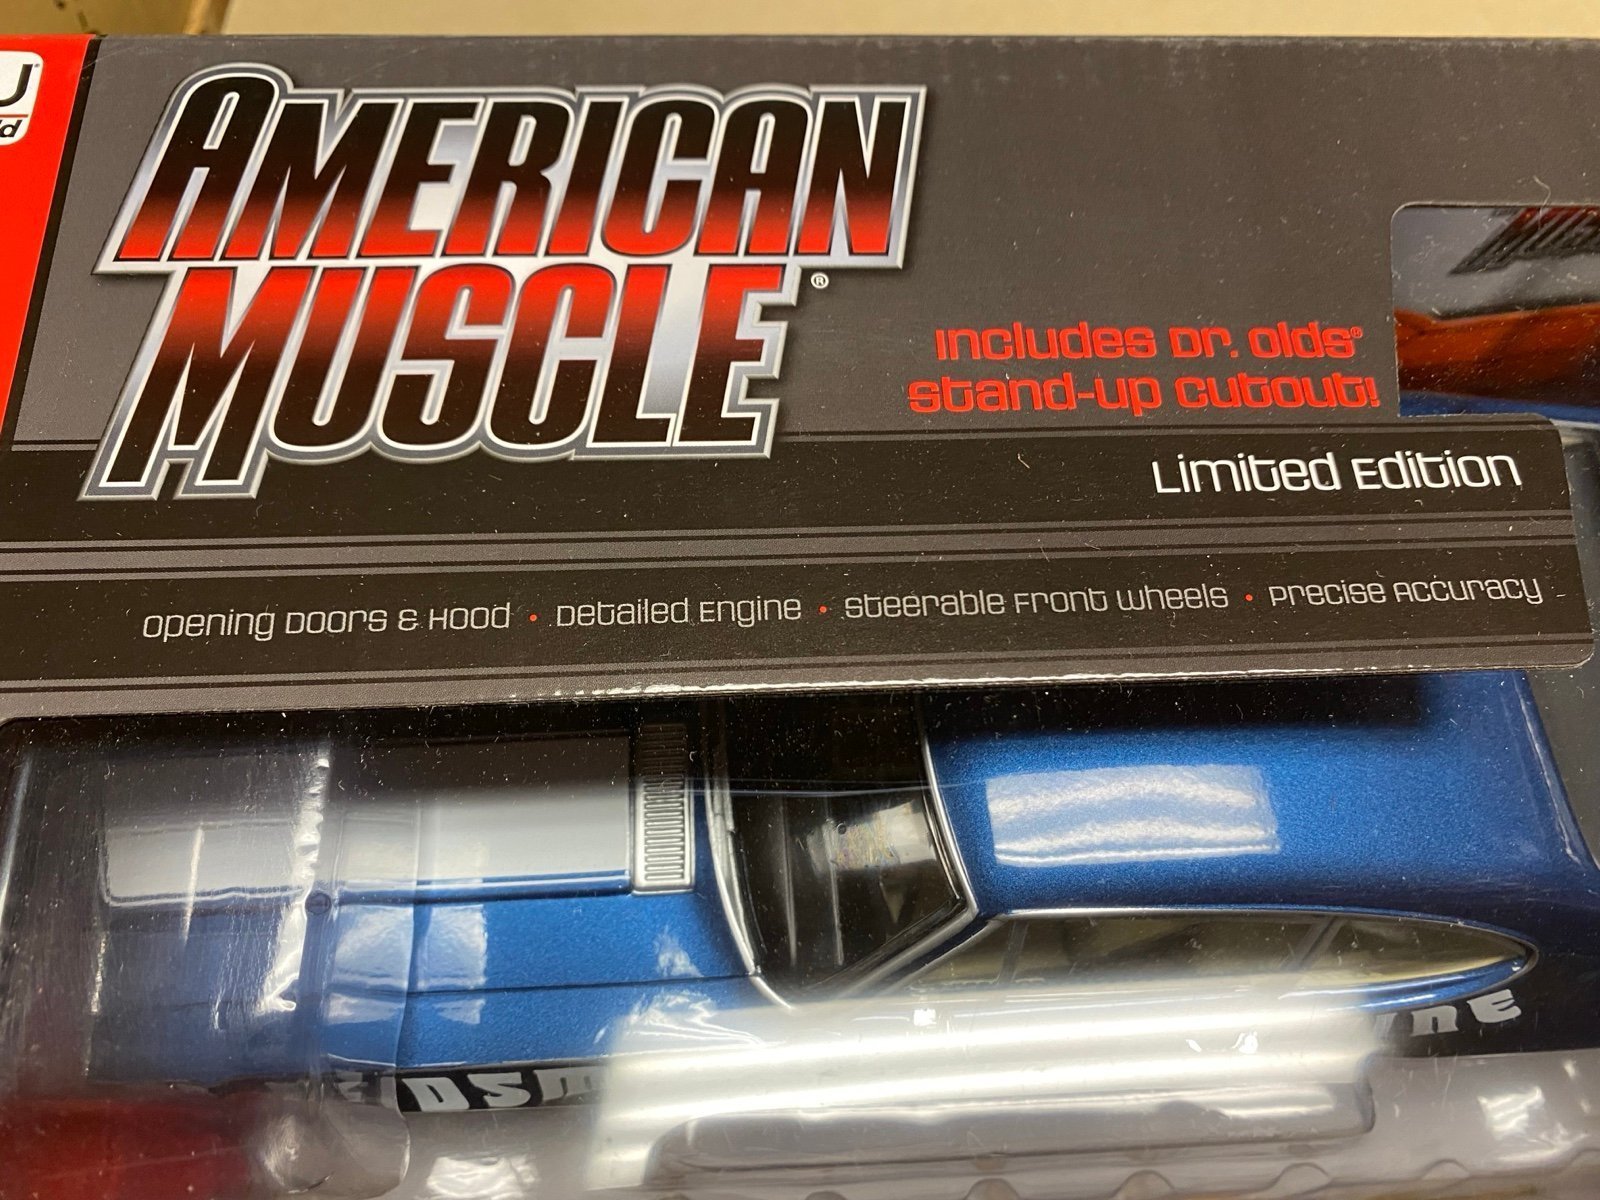 AMERICAN
MUSCLE®
Includes Dr. Olds®
stand-up cutout!
Limited Edition
Opening Doors & Hood • Detailed Engine • Steerable Front Wheels • Precise Accuracy